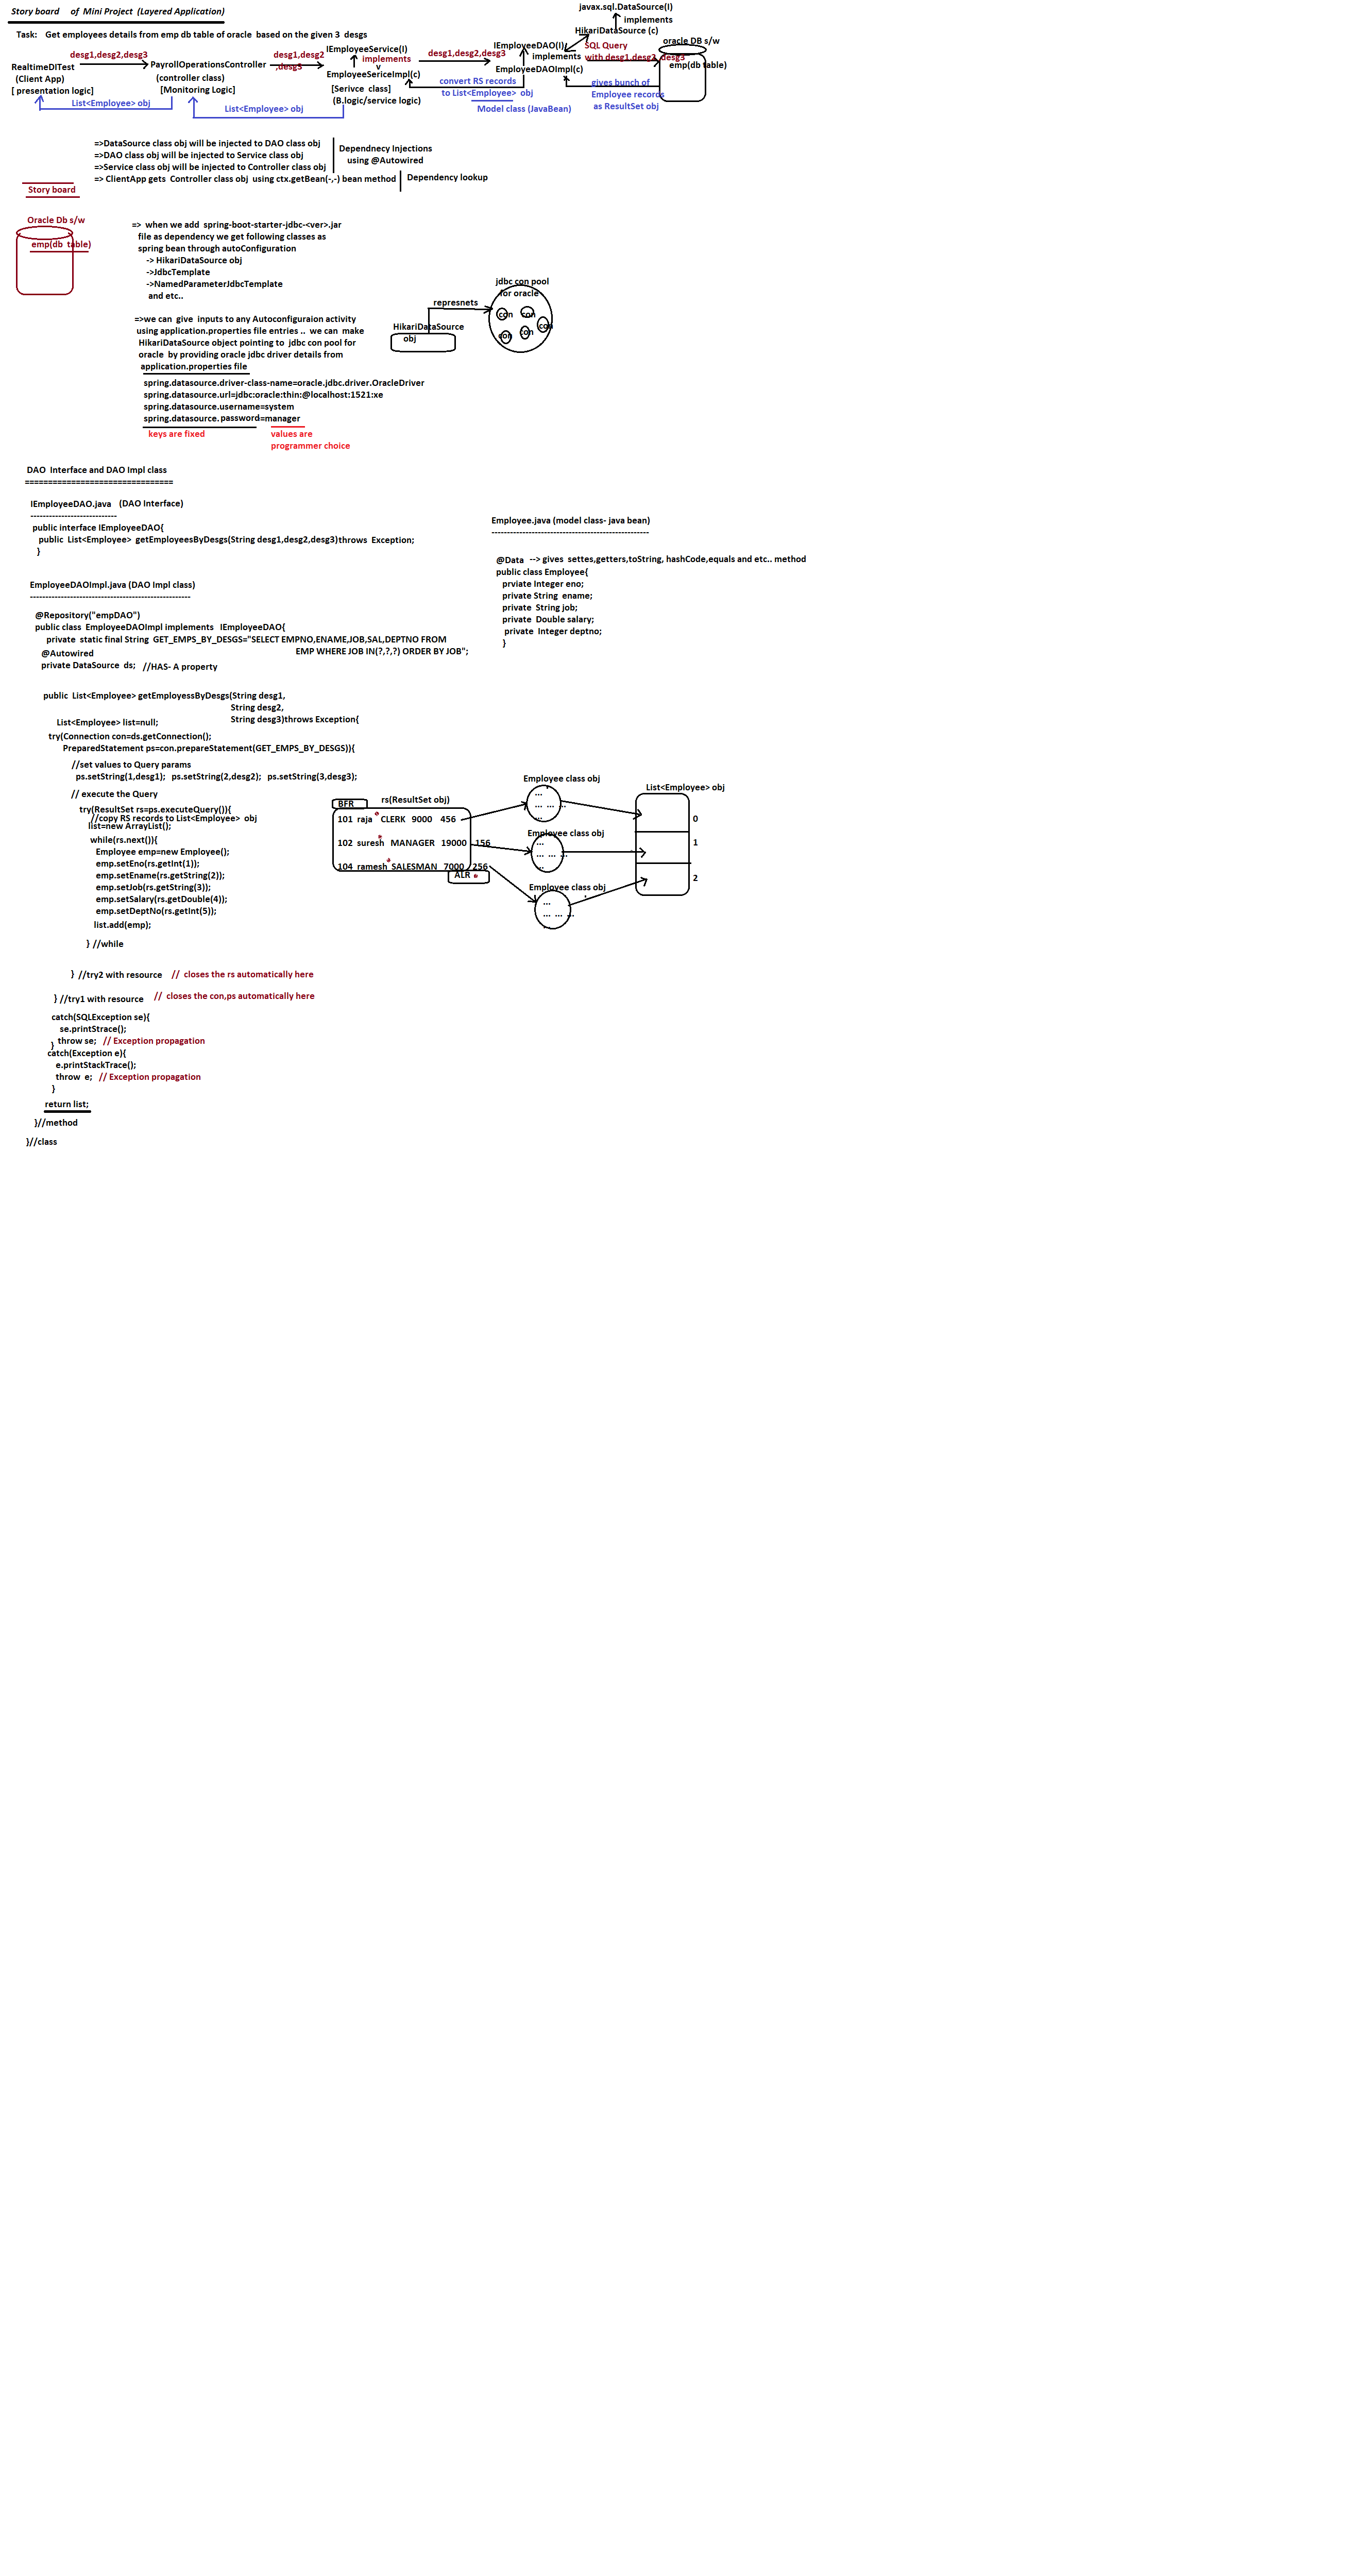 Story board of Mini Project (Layered Application)
Task: Get employees details from emp db table of oracle based on the given 3 desgs
javax.sql.DataSource(I)
implements
HikariDataSource (c)
RealtimeDITest
(Client App)
[ presentation logic]
desg1,desg2,desg3
List<Employee> obj
PayrollOperationsController
(controller class)
[Monitoring Logic]
desg1,desg2
,desg3
List<Employee> obj
IEmployeeService(I)
implements
v
EmployeeSericeImpl(c)
[Serivce class]
(B.logic/service logic)
desg1,desg2,desg3
convert RS records
to List<Employee> obj
Model class (JavaBean)
IEmployeeDAO(I)
implements
EmployeeDAOImpl(c)
SQL Query
with desg1,desg2 ,desg3
gives bunch of
Employee records
as ResultSet obj
oracle DB s/w
emp(db table)
=>DataSource class obj will be injected to DAO class obj
=>DAO class obj will be injected to Service class obj
=>Service class obj will be injected to Controller class obj
=> ClientApp gets Controller class obj using ctx.getBean(-,-) bean method
Dependnecy Injections
using @Autowired
Dependency lookup
Story board
Oracle Db s/w
emp(db table)
=> when we add spring-boot-starter-jdbc-<ver>.jar
file as dependency we get following classes as
spring bean through autoConfiguration
-> HikariDataSource obj
->JdbcTemplate
->NamedParameterJdbcTemplate
and etc..
=>we can give inputs to any Autoconfiguraion activity
using application.properties file entries .. we can make
HikariDataSource object pointing to jdbc con pool for
oracle by providing oracle jdbc driver details from
application.properties file
represnets
HikariDataSource
obj
jdbc con pool
for oracle
con
con
con
con
con
spring.datasource.driver-class-name=oracle.jdbc.driver.OracleDriver
spring.datasource.url=jdbc:oracle:thin:@localhost:1521:xe
spring.datasource.username=system
spring.datasource.password=manager
keys are fixed
values are
programmer choice
DAO Interface and DAO Impl class
================================
IEmployeeDAO.java (DAO Interface)
----------------------------
public interface IEmployeeDAO{
public List<Employee> getEmployeesByDesgs(String desg1,desg2,desg3)throws Exception;
}
Employee.java (model class- java bean)
---------------------------------------------------
@Data --> gives settes,getters,toString, hashCode,equals and etc.. method
public class Employee{
prviate Integer eno;
private String ename;
private String job;
private Double salary;
private Integer deptno;
}
EmployeeDAOImpl.java (DAO Impl class)
----------------------------------------------------
@Repository("empDAO")
public class EmployeeDAOImpl implements IEmployeeDAO{
private static final String GET_EMPS_BY_DESGS="SELECT EMPNO,ENAME,JOB,SAL,DEPTNO FROM
EMP WHERE JOB IN(?,?,?) ORDER BY JOB";
@Autowired
private DataSource ds; //HAS- A property
public List<Employee> getEmployessByDesgs(String desg1,
String desg2,
String desg3)throws Exception{
List<Employee> list=null;
try(Connection con=ds.getConnection();
PreparedStatement ps=con.prepareStatement(GET_EMPS_BY_DESGS)){
//set values to Query params
ps.setString(1,desg1); ps.setString(2,desg2); ps.setString(3,desg3);
// execute the Query
try(ResultSet rs=ps.executeQuery()){
//copy RS records to List<Employee> obj
list=new ArrayList();
while(rs.next()){
Employee emp=new Employee();
emp.setEno(rs.getInt(1));
emp.setEname(rs.getString(2));
emp.setJob(rs.getString(3));
emp.setSalary(rs.getDouble(4));
emp.setDeptNo(rs.getInt(5));
list.add(emp);
} //while
} //try2 with resource // closes the rs automatically here
} //try1 with resource // closes the con,ps automatically here
catch(SQLException se){
se.printStrace();
throw se; // Exception propagation
}
catch(Exception e){
e.printStackTrace();
throw e; // Exception propagation
}
return list;
}//method
}//class
BFR
rs(ResultSet obj)
101 raja CLERK 9000 456
102 suresh MANAGER 19000 156
104 ramesh SALESMAN 7000 256
ALR
Employee class obj
...
... ... ...
...
Employee class obj
...
... ... ...
...
Employee class obj
...
... ... ...
...
List<Employee> obj
0
1
2